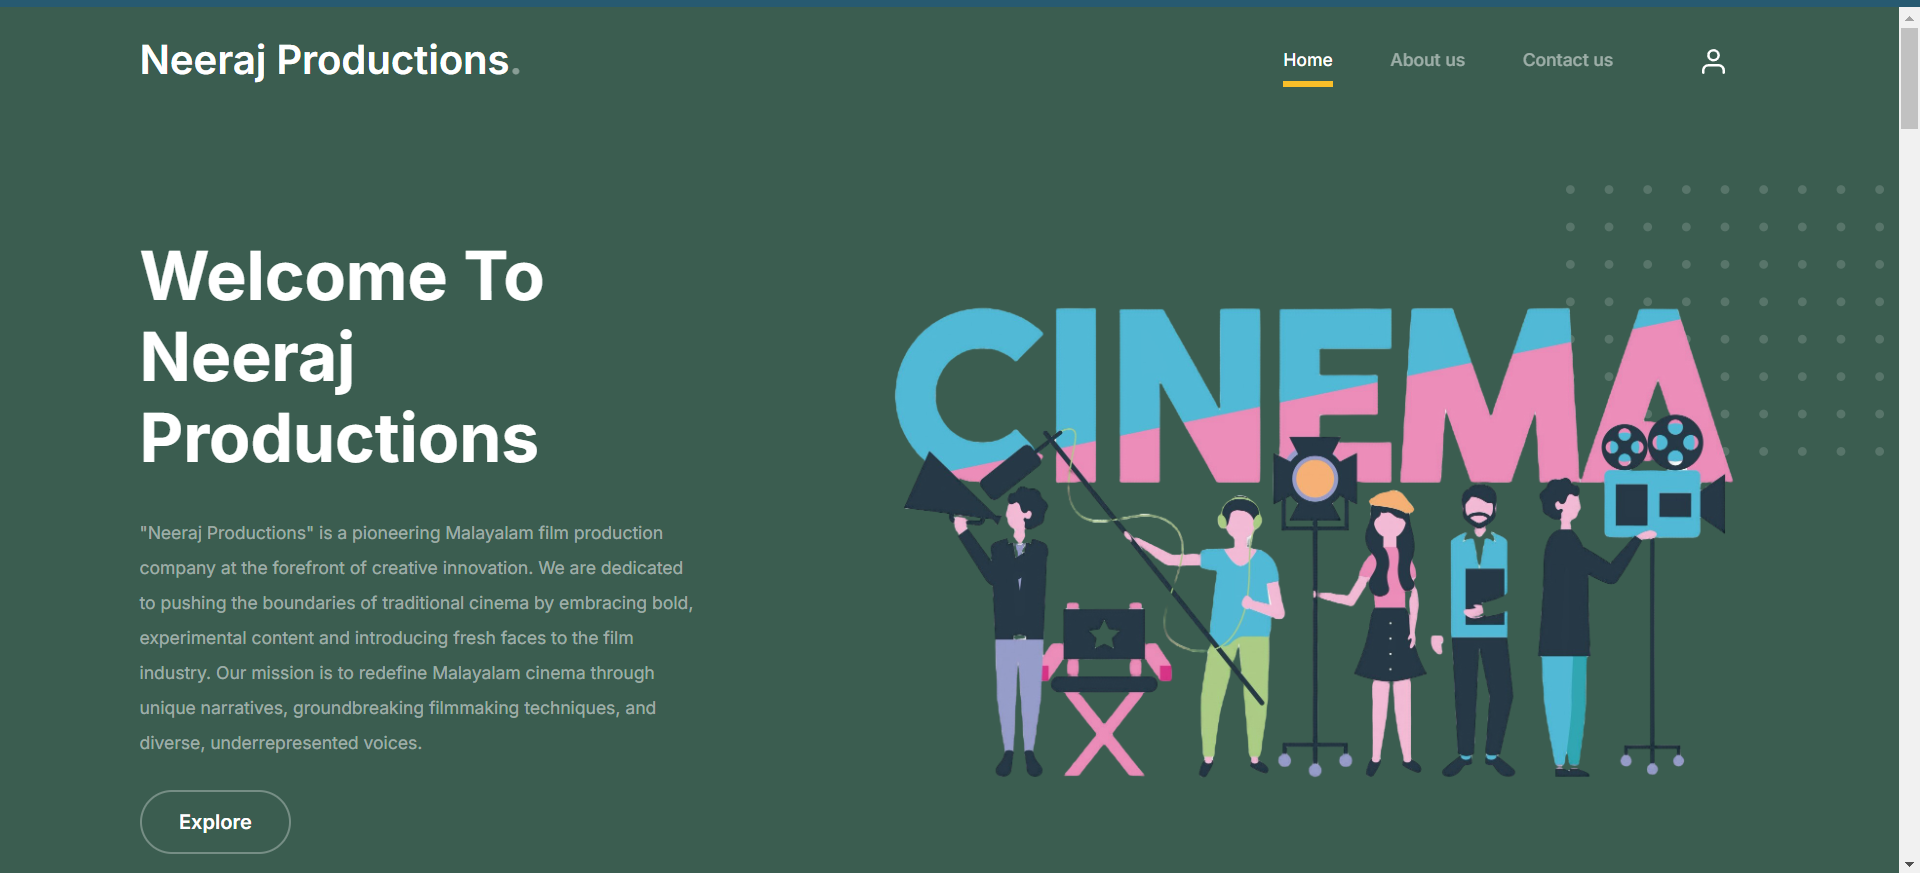 Neeraj Productions.
Home About us Contact us
Welcome To
Neeraj
Productions
CINEMA
"Neeraj Productions" is a pioneering Malayalam film production
company at the forefront of creative innovation. We are dedicated
to pushing the boundaries of traditional cinema by embracing bold,
experimental content and introducing fresh faces to the film
industry. Our mission is to redefine Malayalam cinema through
unique narratives, groundbreaking filmmaking techniques, and
diverse, underrepresented voices.
Explore